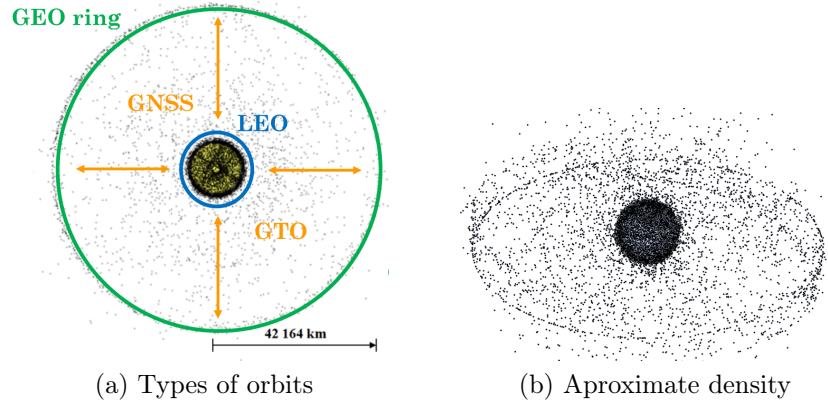 GEO ring
GNSS
LEO
GTO
42 164 km
(a) Types of orbits
(b) Aproximate density